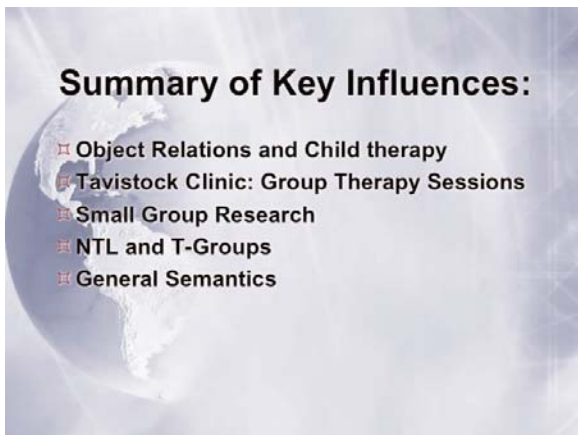 Summary of Key Influences:
Object Relations and Child therapy
Tavistock Clinic: Group Therapy Sessions
Small Group Research
NTL and T-Groups
General Semantics